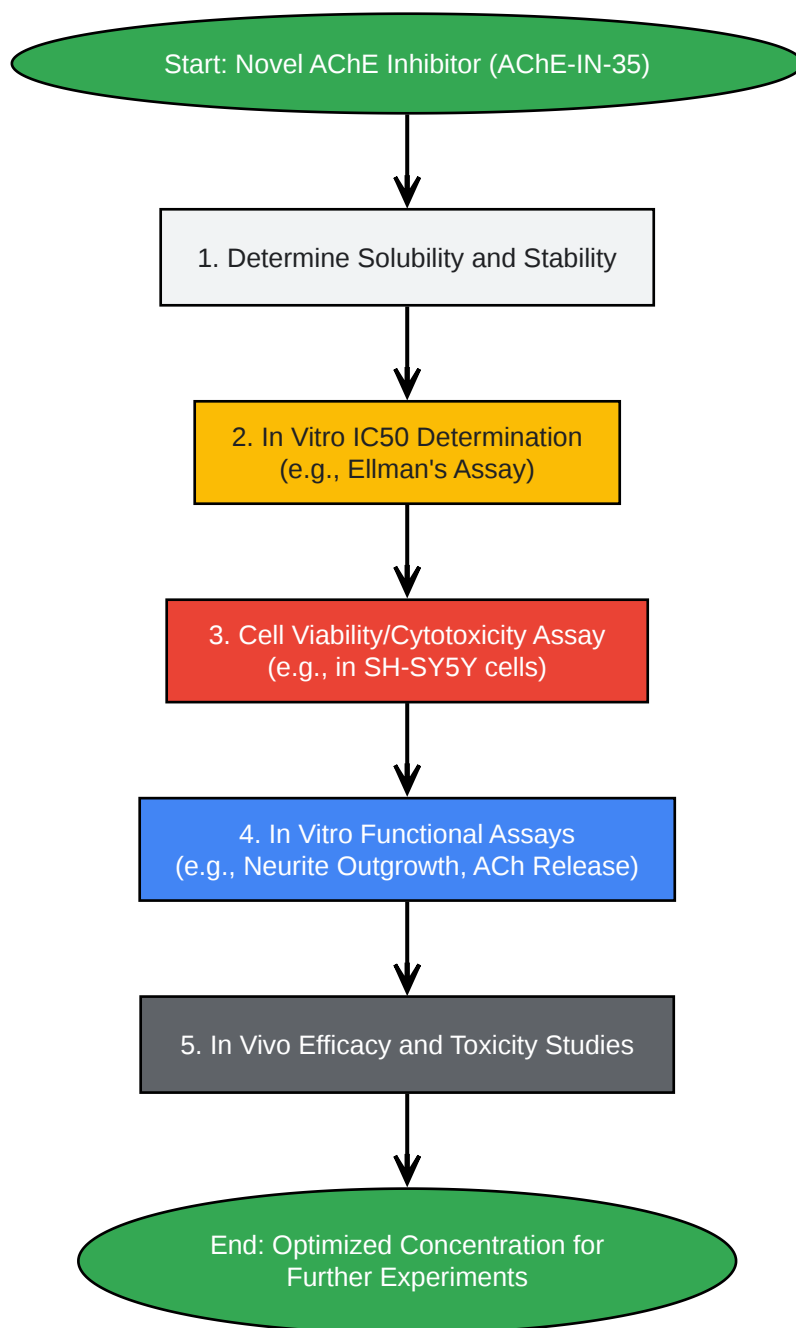 Start: Novel AChE Inhibitor (AChE-IN-35)
1. Determine Solubility and Stability
2. In Vitro IC50 Determination
(e.g., Ellman's Assay)
3. Cell Viability/Cytotoxicity Assay
(e.g., in SH-SY5Y cells)
4. In Vitro Functional Assays
(e.g., Neurite Outgrowth, ACh Release)
5. In Vivo Efficacy and Toxicity Studies
End: Optimized Concentration for
Further Experiments